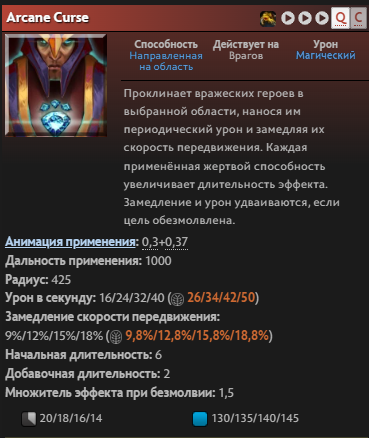 Arcane Curse
Q C
Способность
Направленная
на область
Действует на
Врагов
Урон
Магический
Проклинает вражеских героев в
выбранной области, нанося им
периодический урон и замедляя их
скорость передвижения. Каждая
применённая жертвой способность
увеличивает длительность эффекта.
Замедление и урон удваиваются, если
цель обезмолвлена.
Анимация применения: 0,3+0,37
Дальность применения: 1000
Радиус: 425
Урон в секунду: 16/24/32/40 (26/34/42/50)
Замедление скорости передвижения:
9%/12%/15%/18% (9,8%/12,8%/15,8%/18,8%)
Начальная длительность: 6
Добавочная длительность: 2
Множитель эффекта при безмолвии: 1,5
20/18/16/14
130/135/140/145